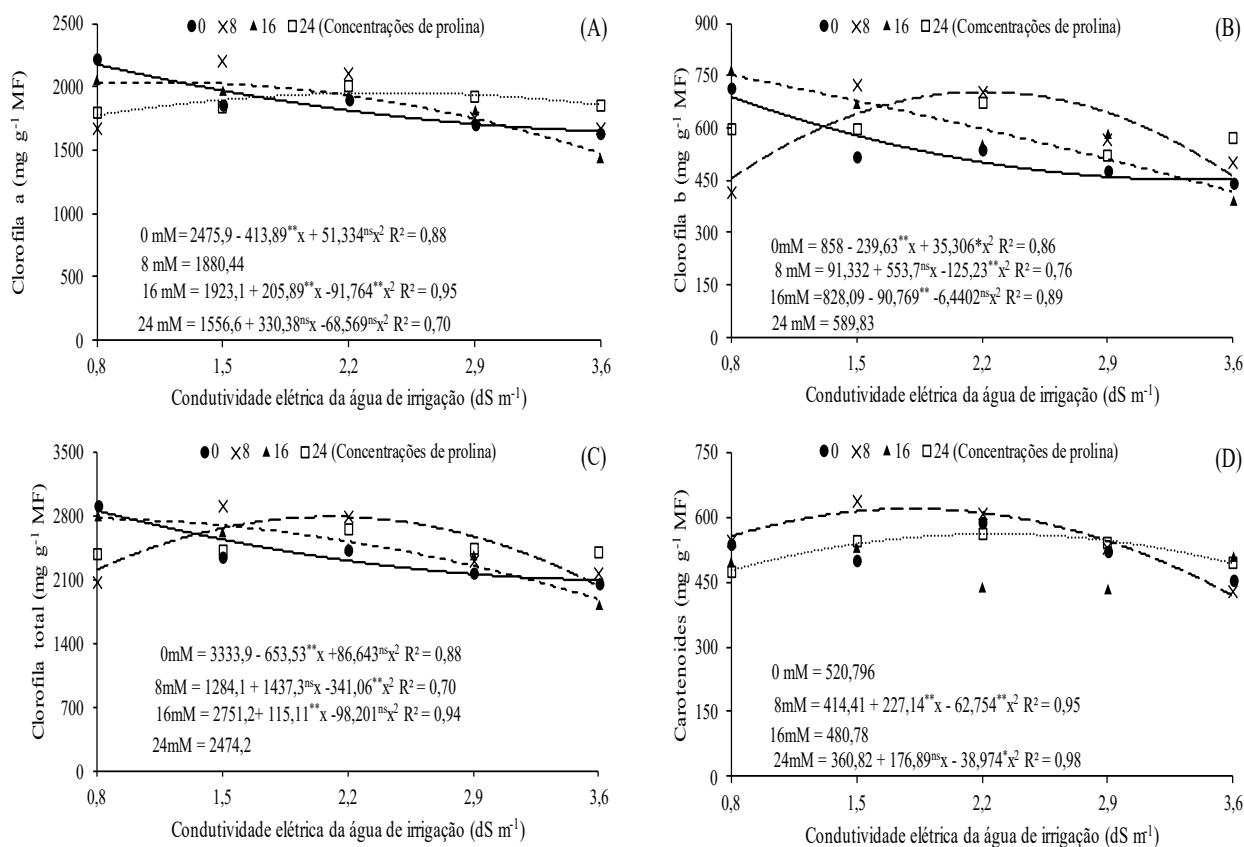 ● 0 ×8 ▲ 16 □ 24 (Concentrações de prolina)
(A)
Clorofila a (mg g⁻¹ MF)
2500
2000
1500
1000
500
0
0 mM = 2475,9 - 413,89**x + 51,334ⁿˢx² R² = 0,88
8 mM = 1880,44
16 mM = 1923,1 + 205,89**x -91,764**x² R² = 0,95
24 mM = 1556,6 + 330,38ⁿˢx -68,569ⁿˢx² R² = 0,70
0,8 1,5 2,2 2,9 3,6
Condutividade elétrica da água de irrigação (dS m⁻¹)
● 0 ×8 ▲ 16 □ 24 (Concentrações de prolina)
(B)
Clorofila b (mg g⁻¹ MF)
900
750
600
450
300
150
0
0mM = 858 - 239,63**x + 35,306*x² R² = 0,86
8 mM = 91,332 + 553,7ⁿˢx -125,23**x² R² = 0,76
16mM =828,09 - 90,769** -6,4402ⁿˢx² R² = 0,89
24 mM = 589,83
0,8 1,5 2,2 2,9 3,6
Condutividade elétrica da água de irrigação (dS m⁻¹)
● 0 ×8 ▲ 16 □ 24 (Concentrações de prolina)
(C)
Clorofila total (mg g⁻¹ MF)
3500
2800
2100
1400
700
0
0mM = 3333,9 - 653,53**x +86,643ⁿˢx² R² = 0,88
8mM = 1284,1 + 1437,3ⁿˢx -341,06**x² R² = 0,70
16mM = 2751,2+ 115,11**x -98,201ⁿˢx² R² = 0,94
24mM = 2474,2
0,8 1,5 2,2 2,9 3,6
Condutividade elétrica da água de irrigação (dS m⁻¹)
● 0 ×8 ▲ 16 □ 24 (Concentrações de prolina)
(D)
Carotenoides (mg g⁻¹ MF)
750
600
450
300
150
0
0 mM = 520,796
8mM = 414,41 + 227,14**x - 62,754**x² R² = 0,95
16mM = 480,78
24mM = 360,82 + 176,89ⁿˢx - 38,974*x² R² = 0,98
0,8 1,5 2,2 2,9 3,6
Condutividade elétrica da água de irrigação (dS m⁻¹)